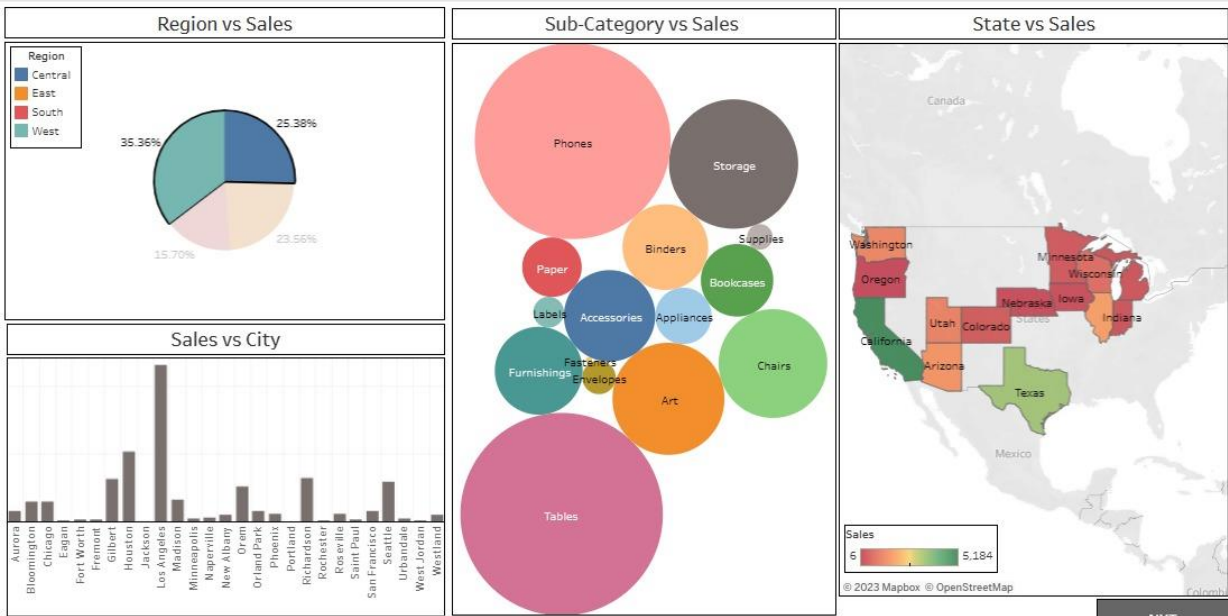 Region vs Sales
Region
Central
East
South
West
25.38%
35.36%
23.56%
15.70%
Sales vs City
Aurora
Bloomington
Chicago
Eagan
Fort Worth
Fremont
Gilbert
Houston
Jackson
Los Angeles
Madison
Minneapolis
Naperville
New Albany
Orem
Orland Park
Phoenix
Portland
Richardson
Rochester
Roseville
Saint Paul
San Francisco
Seattle
Urbandale
West Jordan
Westland
Sub-Category vs Sales
Phones
Storage
Supplies
Binders
Paper
Bookcases
Labels
Accessories
Appliances
Fasteners
Furnishings
Envelopes
Chairs
Art
Tables
State vs Sales
Canada
Washington
Minnesota
Wisconsin
Oregon
Nebraska
Iowa
States
Utah
Colorado
Indiana
California
Arizona
Texas
Mexico
Sales
6
5,184
© 2023 Mapbox © OpenStreetMap